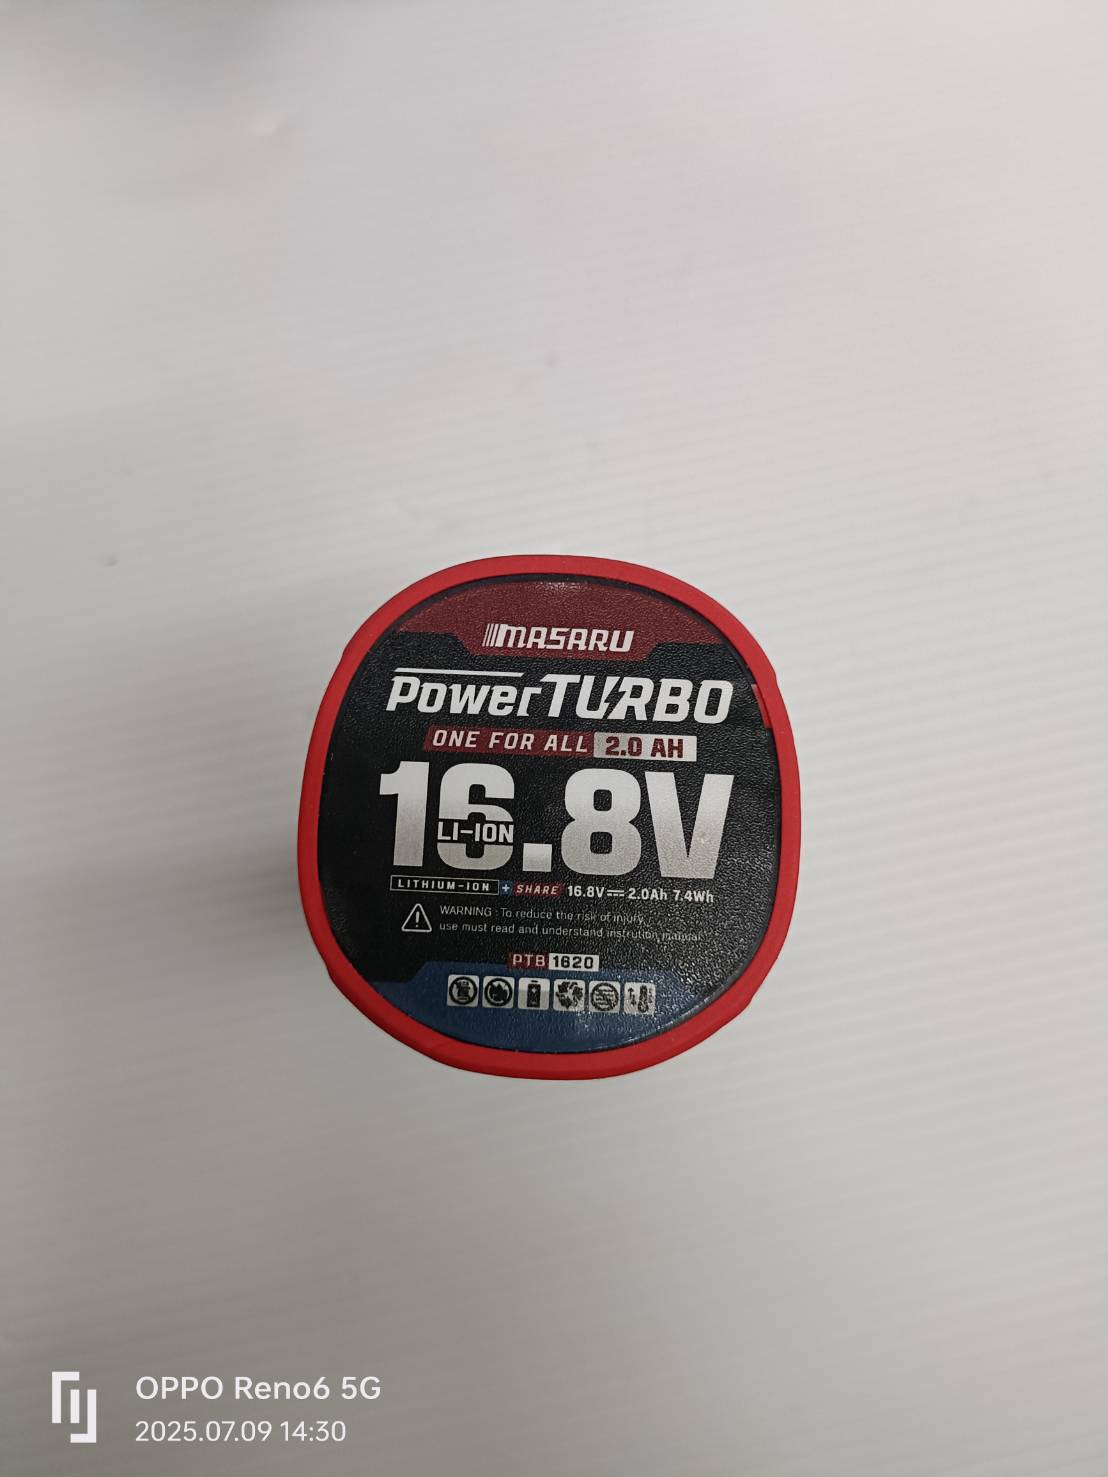 MASARU
PowerTURBO
ONE FOR ALL 2.0 AH
16.8V
LI-ION
LITHIUM-ION + SHARE 16.8V⎓2.0Ah 7.4Wh
WARNING : To reduce the risk of injury,
use must read and understand instrution manual
PTB 1620
OPPO Reno6 5G
2025.07.09 14:30